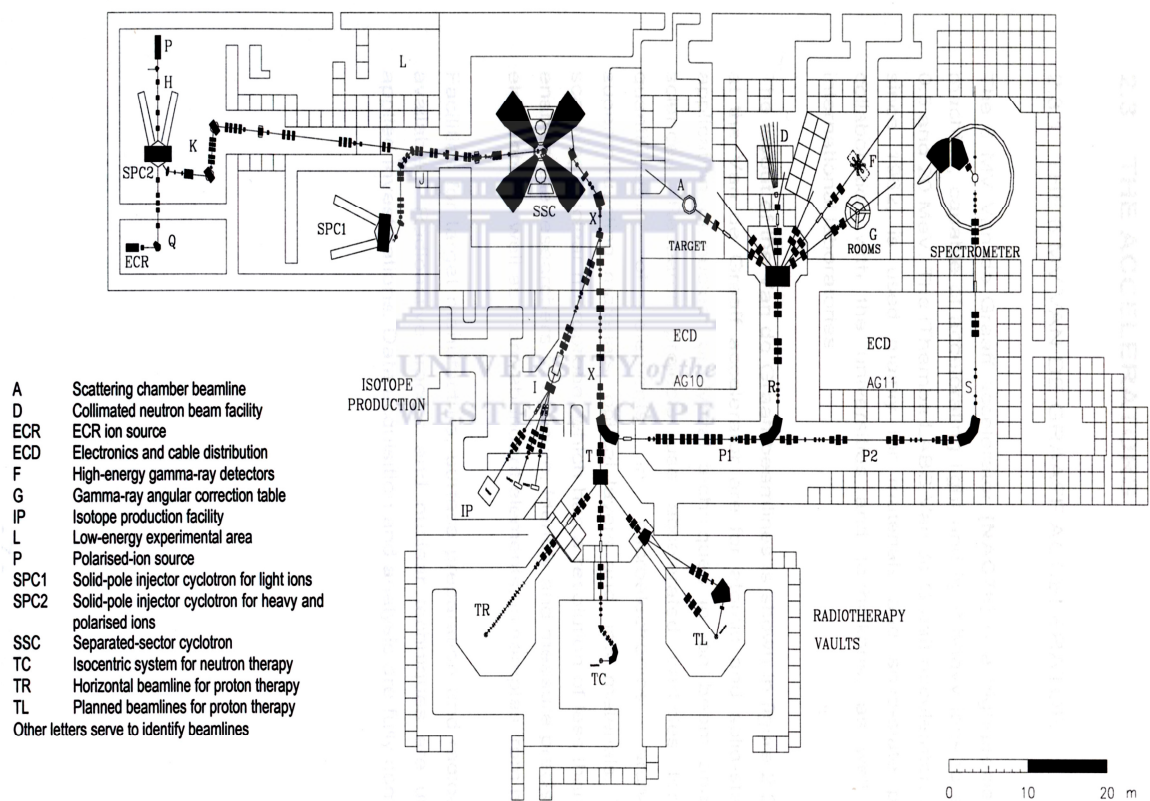 P
H
L
K
SPC2
J
Q
ECR
SPC1
SSC
X
A
D
F
G
TARGET
ROOMS
SPECTROMETER
ECD
ECD
AG10
AG11
X
R
S
I
ISOTOPE
PRODUCTION
UNIVERSITY of the
WESTERN CAPE
T
P1
P2
IP
TR
TC
TL
RADIOTHERAPY
VAULTS
A Scattering chamber beamline
D Collimated neutron beam facility
ECR ECR ion source
ECD Electronics and cable distribution
F High-energy gamma-ray detectors
G Gamma-ray angular correction table
IP Isotope production facility
L Low-energy experimental area
P Polarised-ion source
SPC1 Solid-pole injector cyclotron for light ions
SPC2 Solid-pole injector cyclotron for heavy and
polarised ions
SSC Separated-sector cyclotron
TC Isocentric system for neutron therapy
TR Horizontal beamline for proton therapy
TL Planned beamlines for proton therapy
Other letters serve to identify beamlines
0 10 20 m